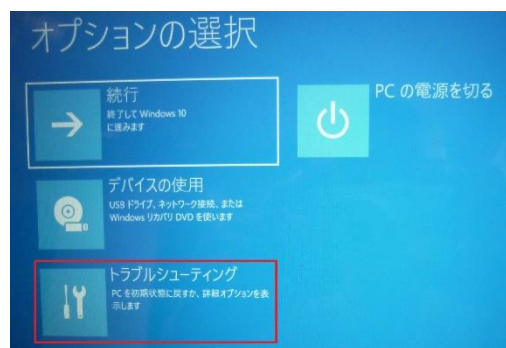 オプションの選択
続行
終了して Windows 10
に進みます
PC の電源を切る
デバイスの使用
USB ドライブ、ネットワーク接続、または
Windows リカバリ DVD を使います
トラブルシューティング
PC を初期状態に戻すか、詳細オプションを表
示します